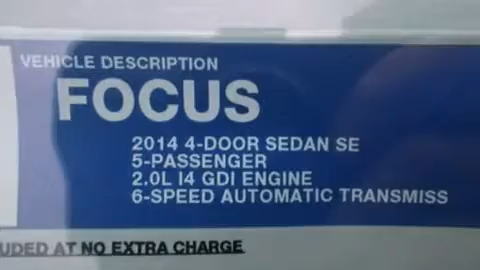 VEHICLE DESCRIPTION
FOCUS
2014 4-DOOR SEDAN SE
5-PASSENGER
2.0L I4 GDI ENGINE
6-SPEED AUTOMATIC TRANSMISS
UDED AT NO EXTRA CHARGE